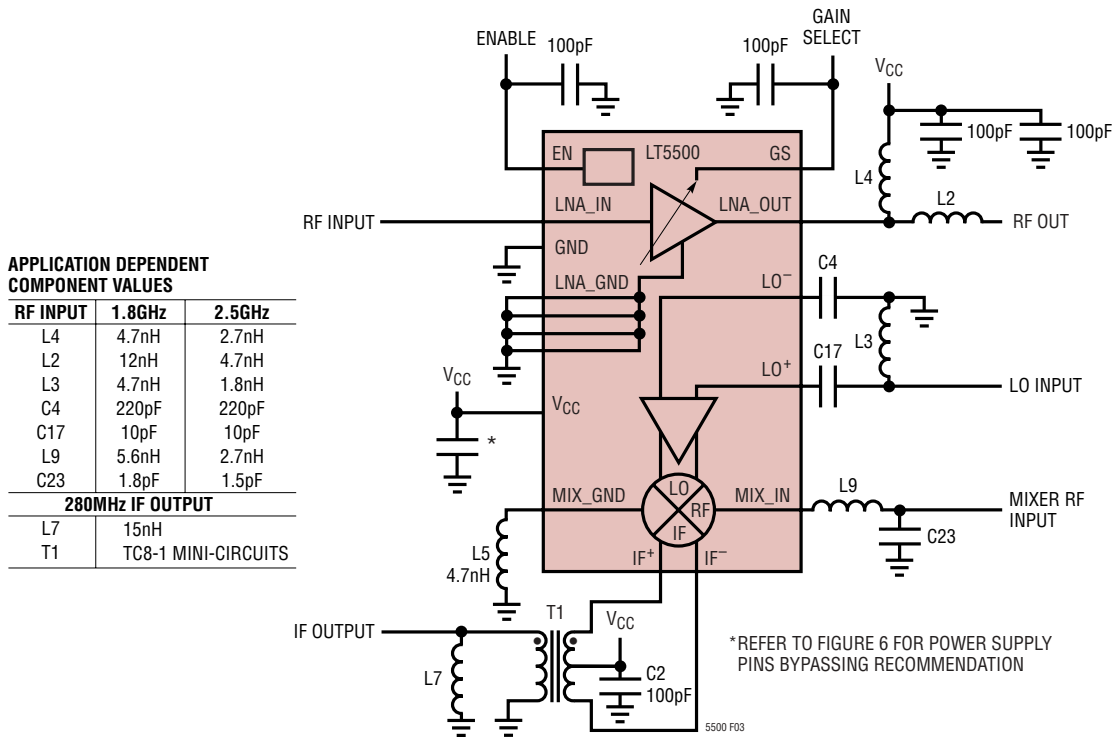 ENABLE
100pF
100pF
GAIN
SELECT
VCC
100pF
100pF
EN
LT5500
GS
L4
L2
RF INPUT
LNA_IN
LNA_OUT
RF OUT
GND
LNA_GND
LO–
C4
L3
C17
LO+
LO INPUT
VCC
VCC
*
MIX_GND
LO
RF
IF
MIX_IN
L9
MIXER RF
INPUT
C23
L5
4.7nH
IF+
IF–
T1
VCC
IF OUTPUT
L7
C2
100pF
*REFER TO FIGURE 6 FOR POWER SUPPLY
PINS BYPASSING RECOMMENDATION
5500 F03
APPLICATION DEPENDENT
COMPONENT VALUES
RF INPUT 1.8GHz 2.5GHz
L4 4.7nH 2.7nH
L2 12nH 4.7nH
L3 4.7nH 1.8nH
C4 220pF 220pF
C17 10pF 10pF
L9 5.6nH 2.7nH
C23 1.8pF 1.5pF
280MHz IF OUTPUT
L7 15nH
T1 TC8-1 MINI-CIRCUITS